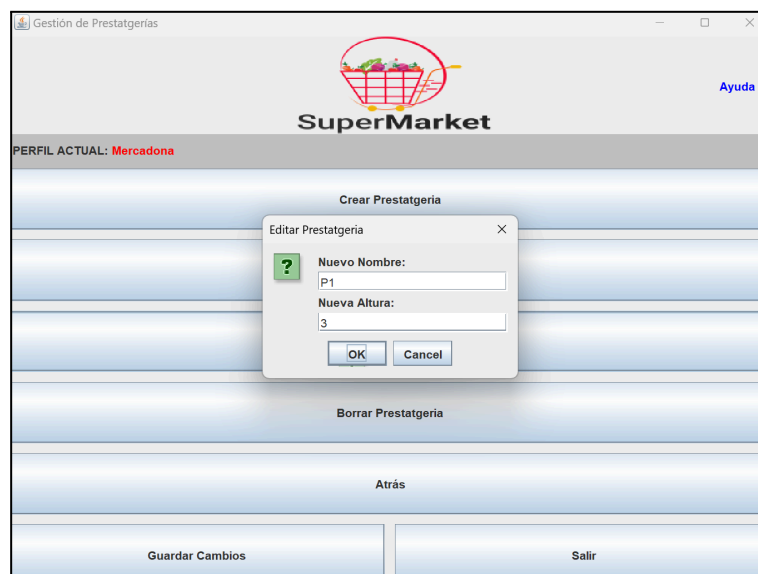 Gestión de Prestatgerías
Ayuda
SuperMarket
PERFIL ACTUAL: Mercadona
Crear Prestatgeria
Editar Prestatgeria
?
Nuevo Nombre:
P1
Nueva Altura:
3
OK
Cancel
Borrar Prestatgeria
Atrás
Guardar Cambios
Salir